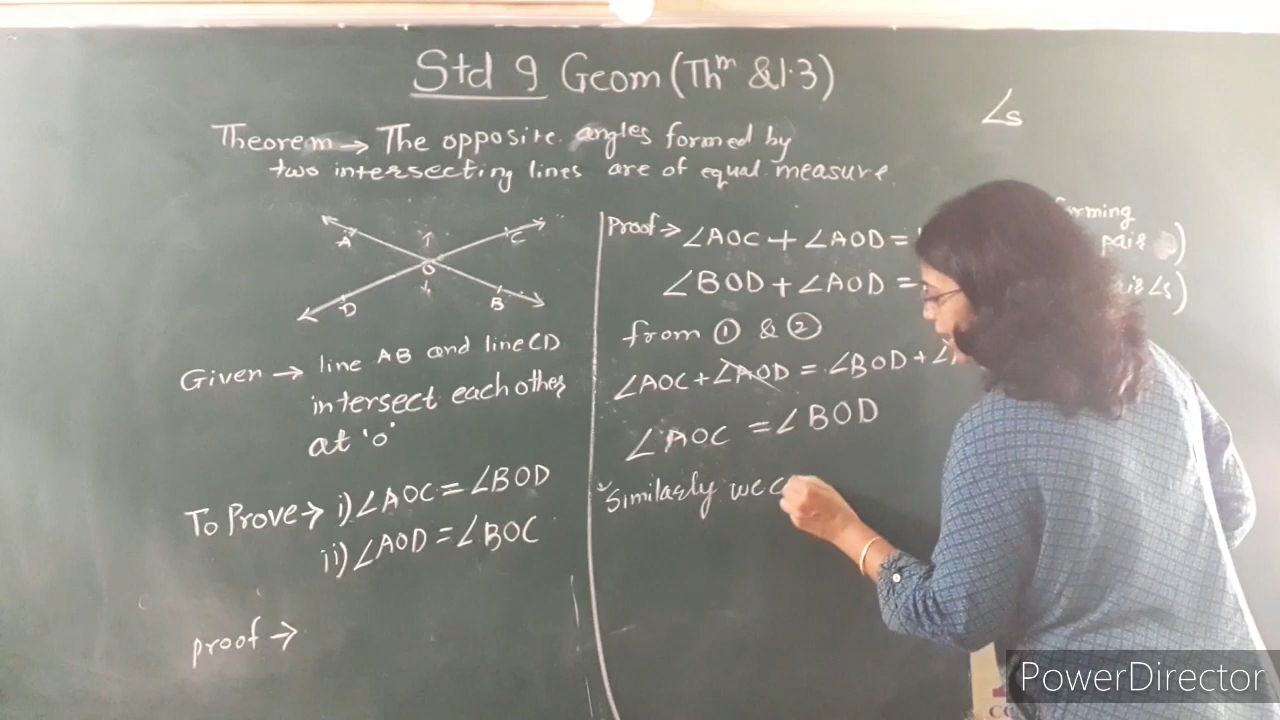 Std 9 Geom (Thᵐ & 1.3)
∠s
Theorem → The opposite angles formed by
two intersecting lines are of equal measure.
A
C
O
D
B
Given → line AB and line CD
intersect each other
at 'o'
To Prove → i) ∠AOC = ∠BOD
ii) ∠AOD = ∠BOC
proof →
Proof → ∠AOC + ∠AOD =
forming
pair
)
∠BOD + ∠AOD =
∠s)
from ① & ②
∠AOC + ∠AOD = ∠BOD + ∠
∠AOC = ∠BOD
Similarly we c
PowerDirector